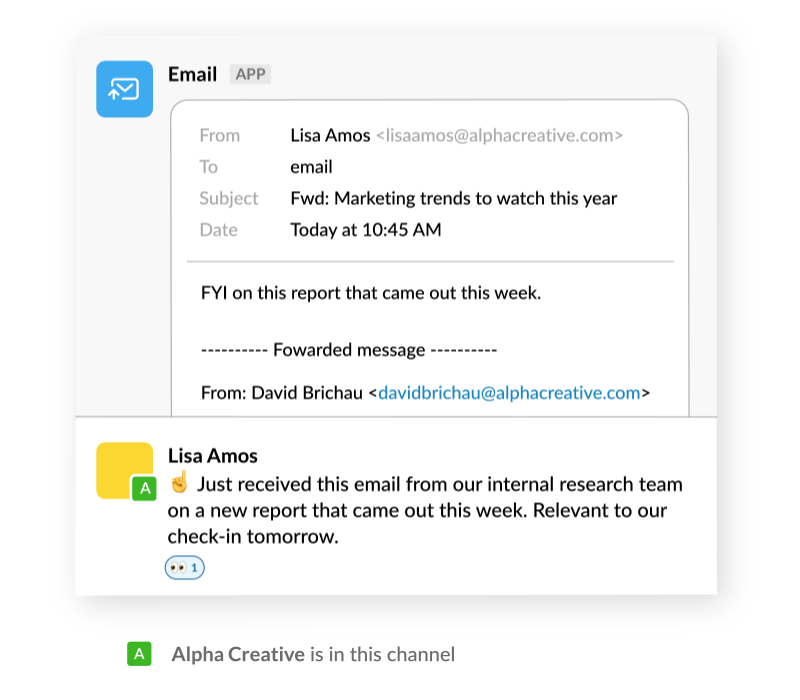 Email APP
From Lisa Amos <lisaamos@alphacreative.com>
To email
Subject Fwd: Marketing trends to watch this year
Date Today at 10:45 AM
FYI on this report that came out this week.
---------- Fowarded message ----------
From: David Brichau <davidbrichau@alphacreative.com>
Lisa Amos
☝ Just received this email from our internal research team
on a new report that came out this week. Relevant to our
check-in tomorrow.
A
👀 1
A Alpha Creative is in this channel